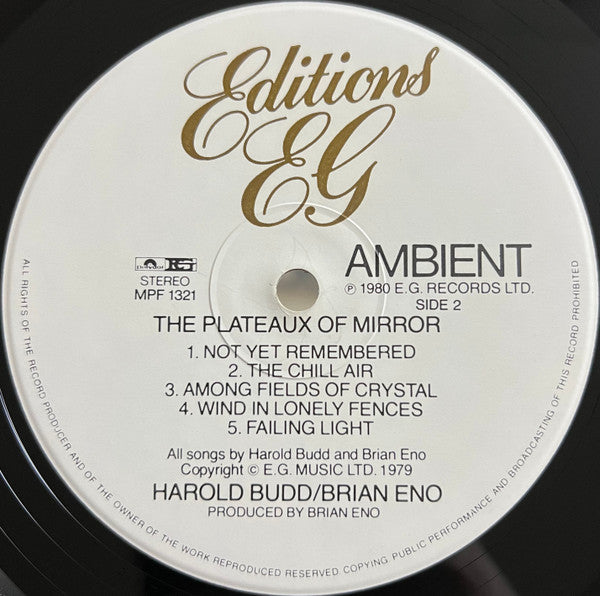 Editions
EG
AMBIENT
Polydor
STEREO
MPF 1321
℗ 1980 E.G. RECORDS LTD.
SIDE 2
THE PLATEAUX OF MIRROR
1. NOT YET REMEMBERED
2. THE CHILL AIR
3. AMONG FIELDS OF CRYSTAL
4. WIND IN LONELY FENCES
5. FAILING LIGHT
All songs by Harold Budd and Brian Eno
Copyright © E.G. MUSIC LTD. 1979
HAROLD BUDD/BRIAN ENO
PRODUCED BY BRIAN ENO
ALL RIGHTS OF THE RECORD PRODUCER AND OF THE OWNER OF THE WORK REPRODUCED RESERVED COPYING PUBLIC PERFORMANCE AND BROADCASTING OF THIS RECORD PROHIBITED